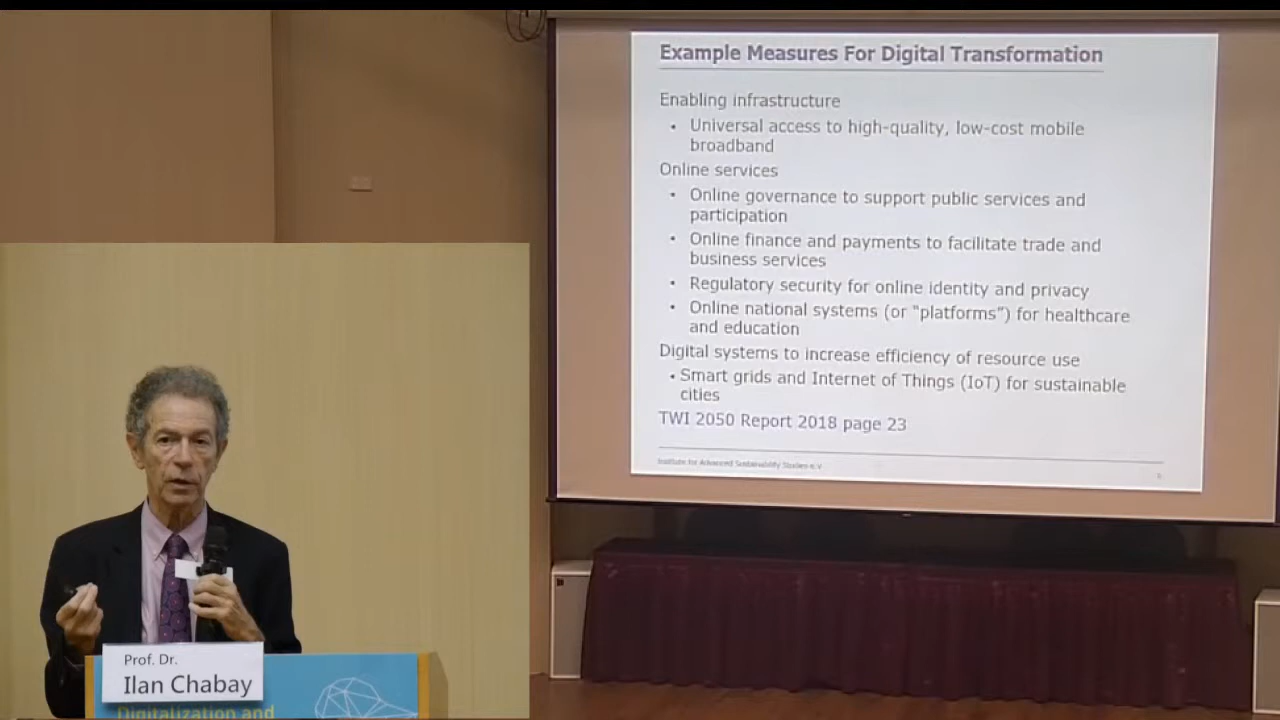 Example Measures For Digital Transformation
Enabling infrastructure
• Universal access to high-quality, low-cost mobile
broadband
Online services
• Online governance to support public services and
participation
• Online finance and payments to facilitate trade and
business services
• Regulatory security for online identity and privacy
• Online national systems (or "platforms") for healthcare
and education
Digital systems to increase efficiency of resource use
• Smart grids and Internet of Things (IoT) for sustainable
cities
TWI 2050 Report 2018 page 23
Institute for Advanced Sustainability Studies e.V
Prof. Dr.
Ilan Chabay
Digitalization and